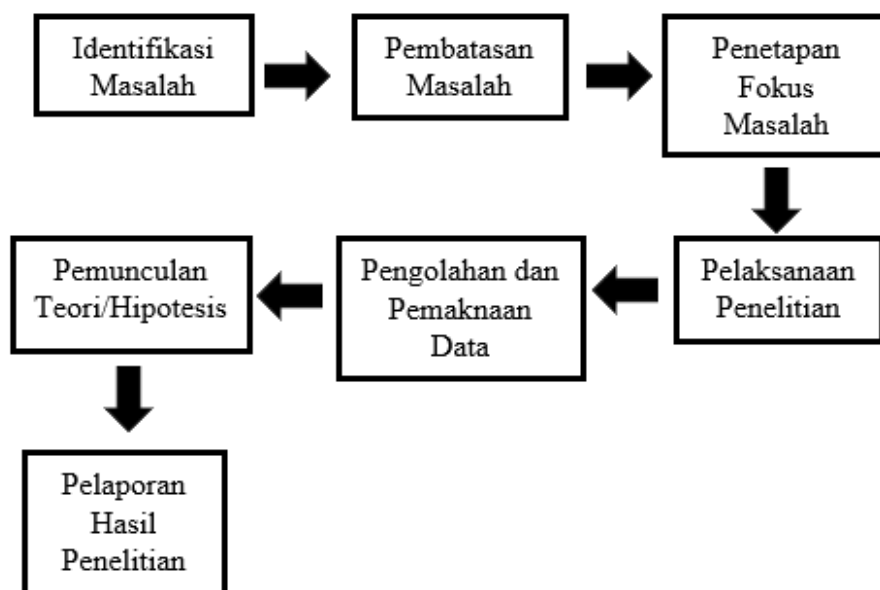 Identifikasi
Masalah
Pembatasan
Masalah
Penetapan
Fokus
Masalah
Pelaksanaan
Penelitian
Pengolahan dan
Pemaknaan
Data
Pemunculan
Teori/Hipotesis
Pelaporan
Hasil
Penelitian